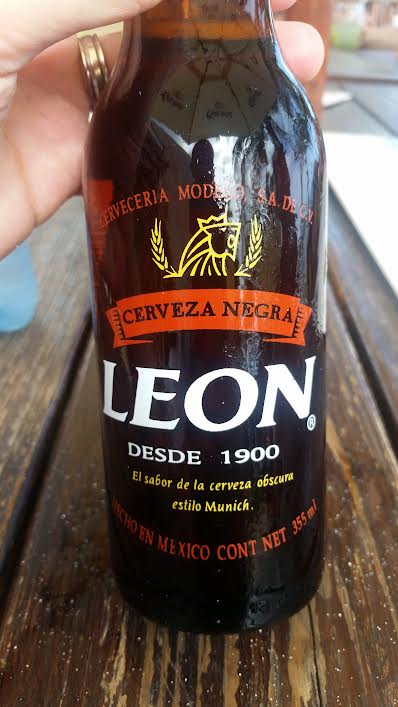 CERVECERIA MODELO, S.A. DE C.V.
CERVEZA NEGRA
LEON®
DESDE 1900
El sabor de la cerveza obscura
estilo Munich.
HECHO EN MEXICO CONT NET 355 ml